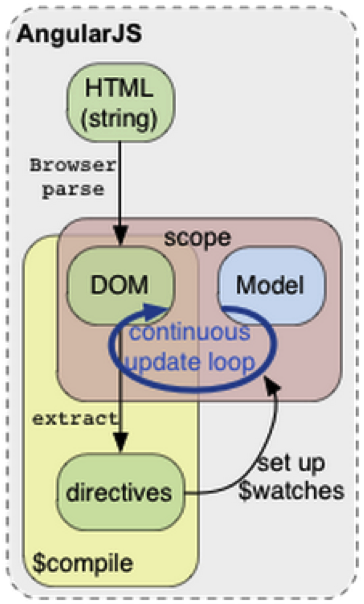 AngularJS
HTML
(string)
Browser
parse
scope
DOM
Model
continuous
update loop
extract
set up
$watches
directives
$compile